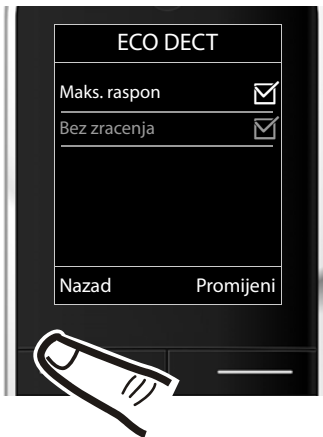 ECO DECT
Maks. raspon
Bez zracenja
Nazad Promijeni